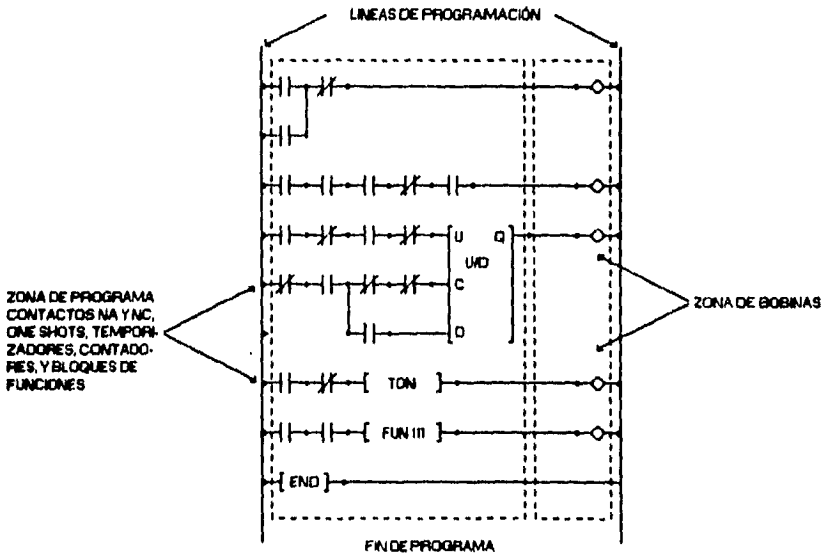 LINEAS DE PROGRAMACIÓN
U Q
U/D
C
D
ZONA DE PROGRAMA
CONTACTOS NA Y NC,
ONE SHOTS, TEMPORI-
ZADORES, CONTADO-
RES, Y BLOQUES DE
FUNCIONES
ZONA DE BOBINAS
TON
FUN 111
END
FIN DE PROGRAMA